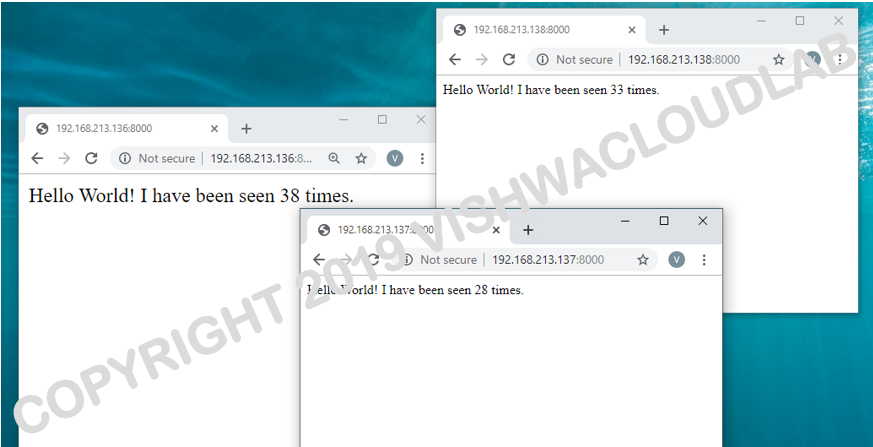 192.168.213.138:8000
Not secure | 192.168.213.138:8000
V
Hello World! I have been seen 33 times.
192.168.213.136:8000
Not secure | 192.168.213.136:8...
V
Hello World! I have been seen 38 times.
192.168.213.137:8000
Not secure | 192.168.213.137:8000
V
Hello World! I have been seen 28 times.
COPYRIGHT 2019 VISHWACLOUDLAB